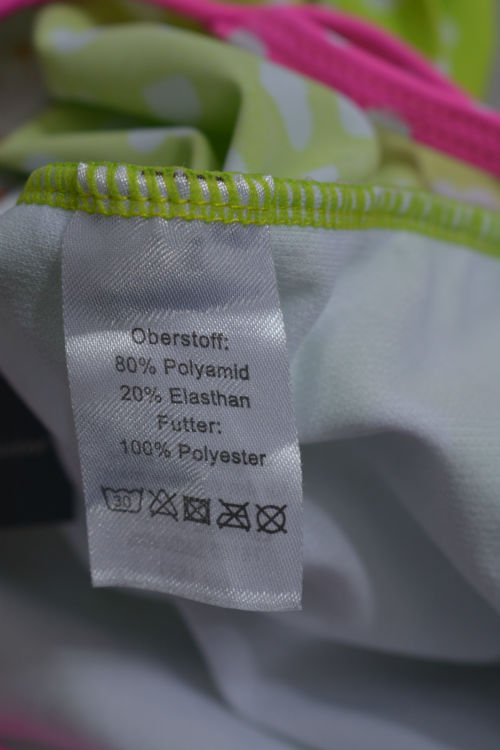 Oberstoff:
80% Polyamid
20% Elasthan
Futter:
100% Polyester
30